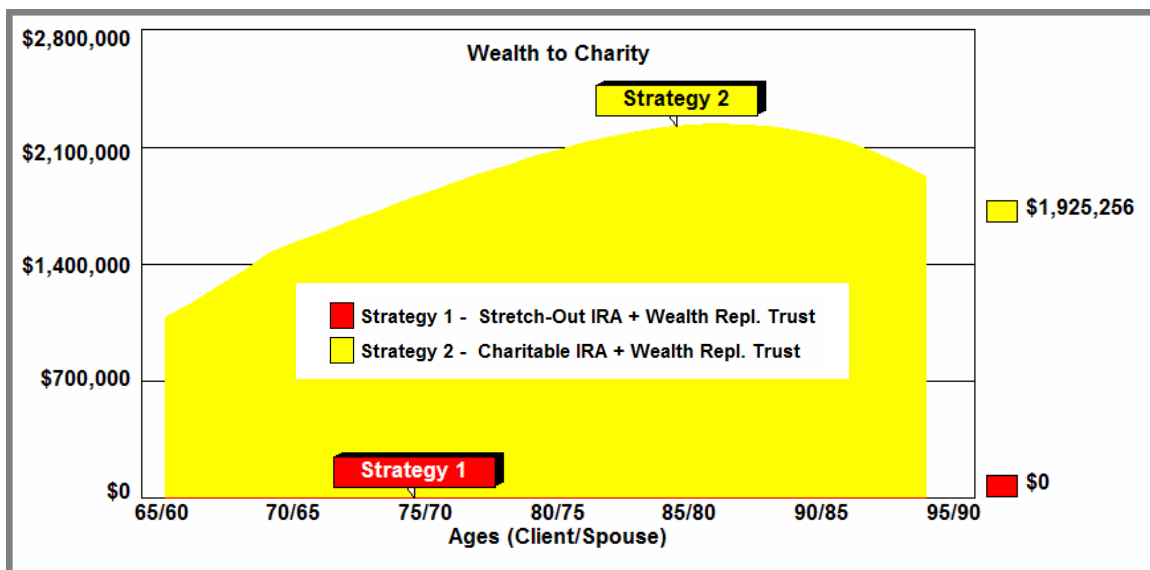 Wealth to Charity
$2,800,000
$2,100,000
$1,400,000
$700,000
$0
Strategy 2
Strategy 1 - Stretch-Out IRA + Wealth Repl. Trust
Strategy 2 - Charitable IRA + Wealth Repl. Trust
Strategy 1
$1,925,256
$0
65/60 70/65 75/70 80/75 85/80 90/85 95/90
Ages (Client/Spouse)